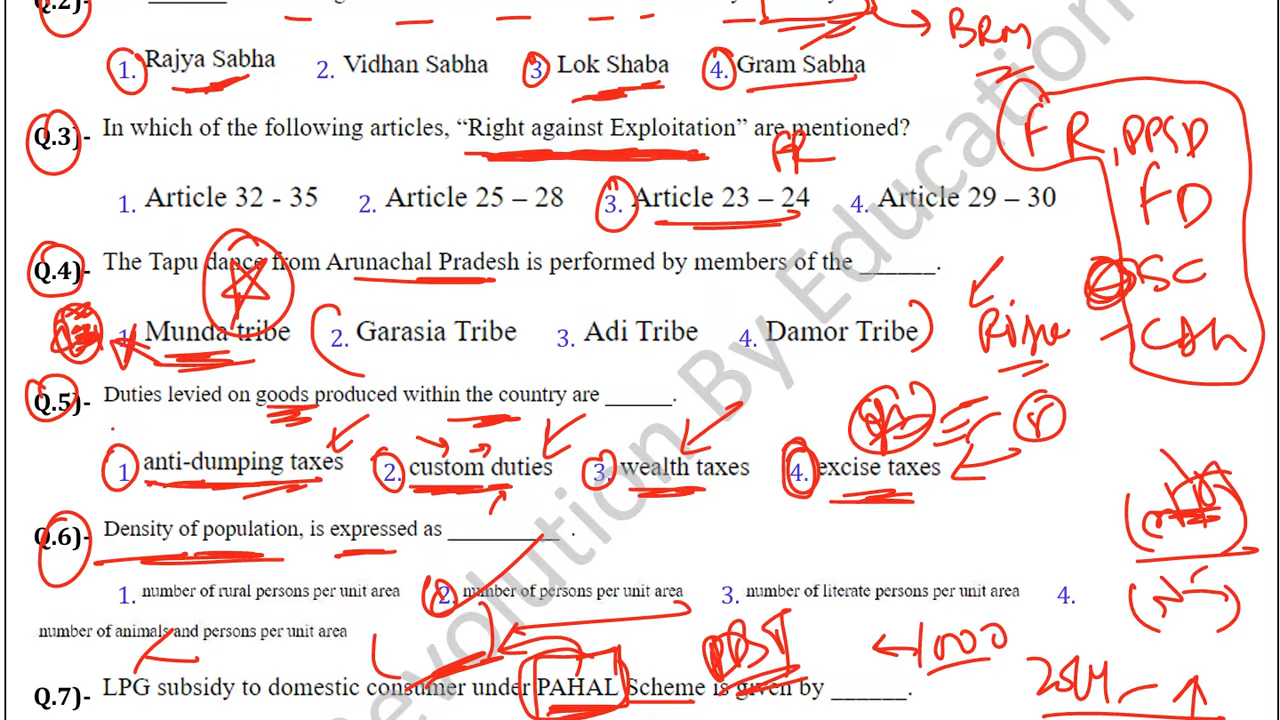 Q.2)
BRM
1. Rajya Sabha 2. Vidhan Sabha 3 Lok Shaba 4. Gram Sabha
Q.3)- In which of the following articles, “Right against Exploitation” are mentioned?
FR
FR, DPSP
FD
1. Article 32 - 35 2. Article 25 – 28 3. Article 23 – 24 4. Article 29 – 30
Q.4)- The Tapu dance from Arunachal Pradesh is performed by members of the ______.
SC
Munda tribe 2. Garasia Tribe 3. Adi Tribe 4. Damor Tribe
Q.5)- Duties levied on goods produced within the country are ______.
1 anti-dumping taxes 2. custom duties 3. wealth taxes 4. excise taxes
Q.6)- Density of population, is expressed as __________ .
1. number of rural persons per unit area 2. number of persons per unit area 3. number of literate persons per unit area 4.
number of animals and persons per unit area
1000
Q.7)- LPG subsidy to domestic consumer under PAHAL Scheme is given by ______.
Revolution By Education